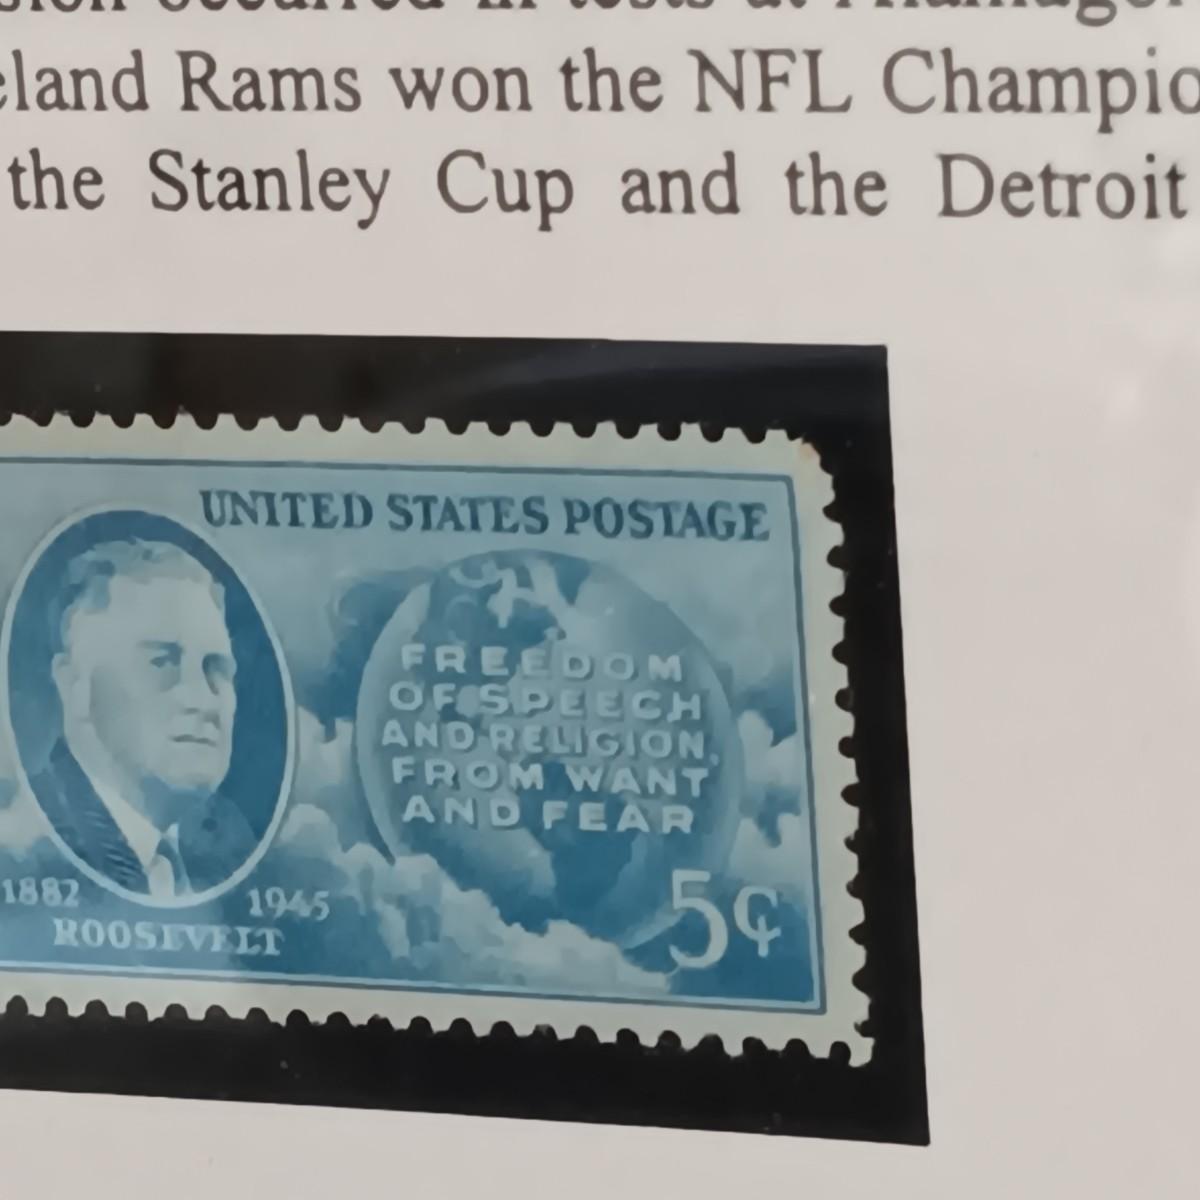 land Rams won the NFL Champio
the Stanley Cup and the Detroit
UNITED STATES POSTAGE
FREEDOM
OF SPEECH
AND RELIGION,
FROM WANT
AND FEAR
5¢
1882 1945
ROOSEVELT